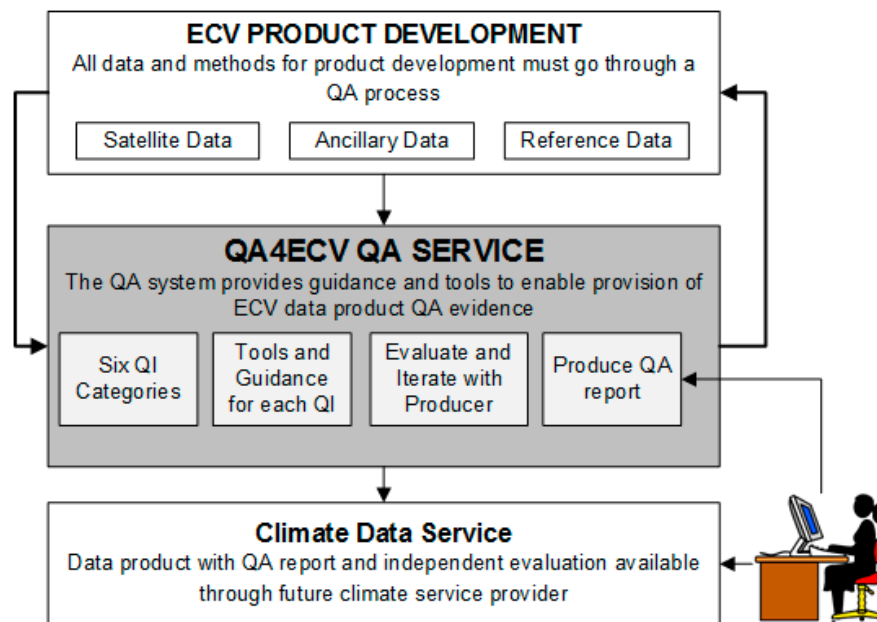 ECV PRODUCT DEVELOPMENT
All data and methods for product development must go through a
QA process
Satellite Data
Ancillary Data
Reference Data
QA4ECV QA SERVICE
The QA system provides guidance and tools to enable provision of
ECV data product QA evidence
Six QI
Categories
Tools and
Guidance
for each QI
Evaluate and
Iterate with
Producer
Produce QA
report
Climate Data Service
Data product with QA report and independent evaluation available
through future climate service provider